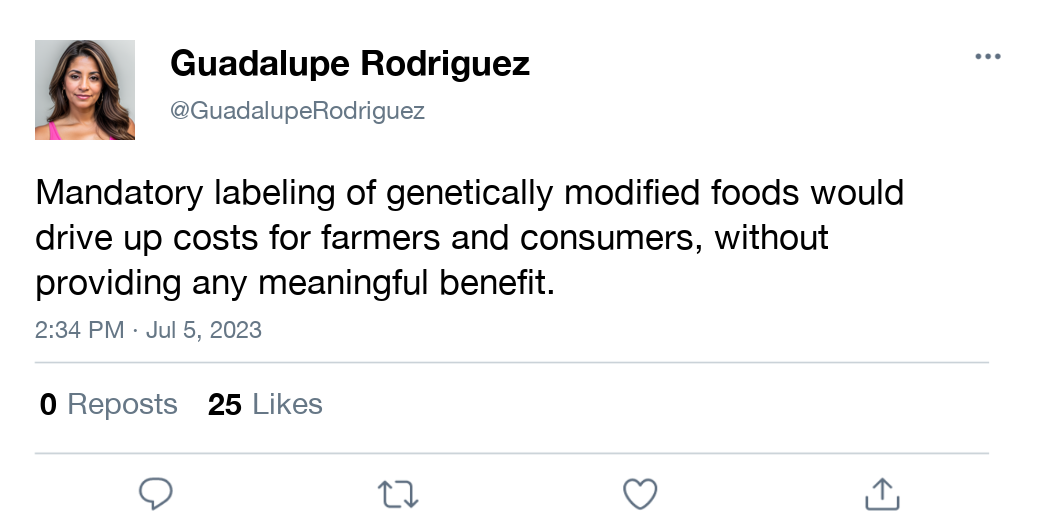 Guadalupe Rodriguez
@GuadalupeRodriguez
Mandatory labeling of genetically modified foods would
drive up costs for farmers and consumers, without
providing any meaningful benefit.
2:34 PM · Jul 5, 2023
0 Reposts 25 Likes